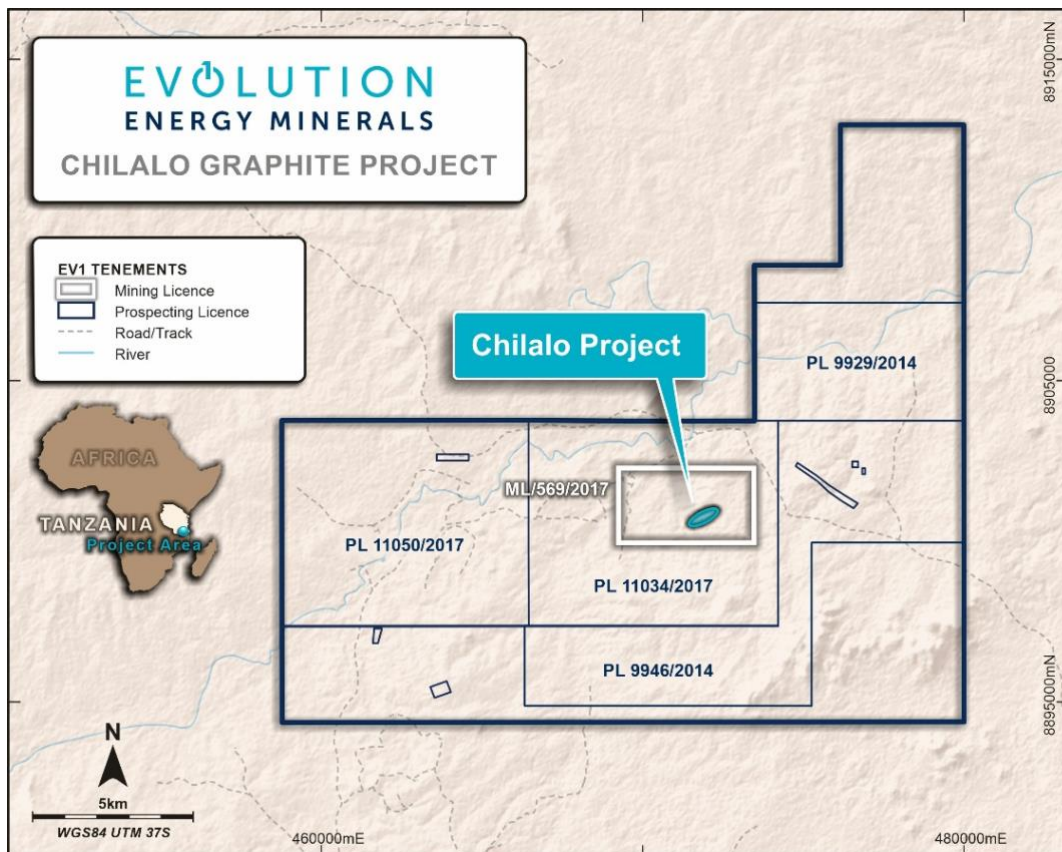 EVOLUTION
ENERGY MINERALS
CHILALO GRAPHITE PROJECT
EV1 TENEMENTS
Mining Licence
Prospecting Licence
Road/Track
River
AFRICA
TANZANIA
Project Area
Chilalo Project
PL 9929/2014
ML/569/2017
PL 11050/2017
PL 11034/2017
PL 9946/2014
8915000mN
8905000
8895000mN
N
5km
WGS84 UTM 37S
460000mE
480000mE